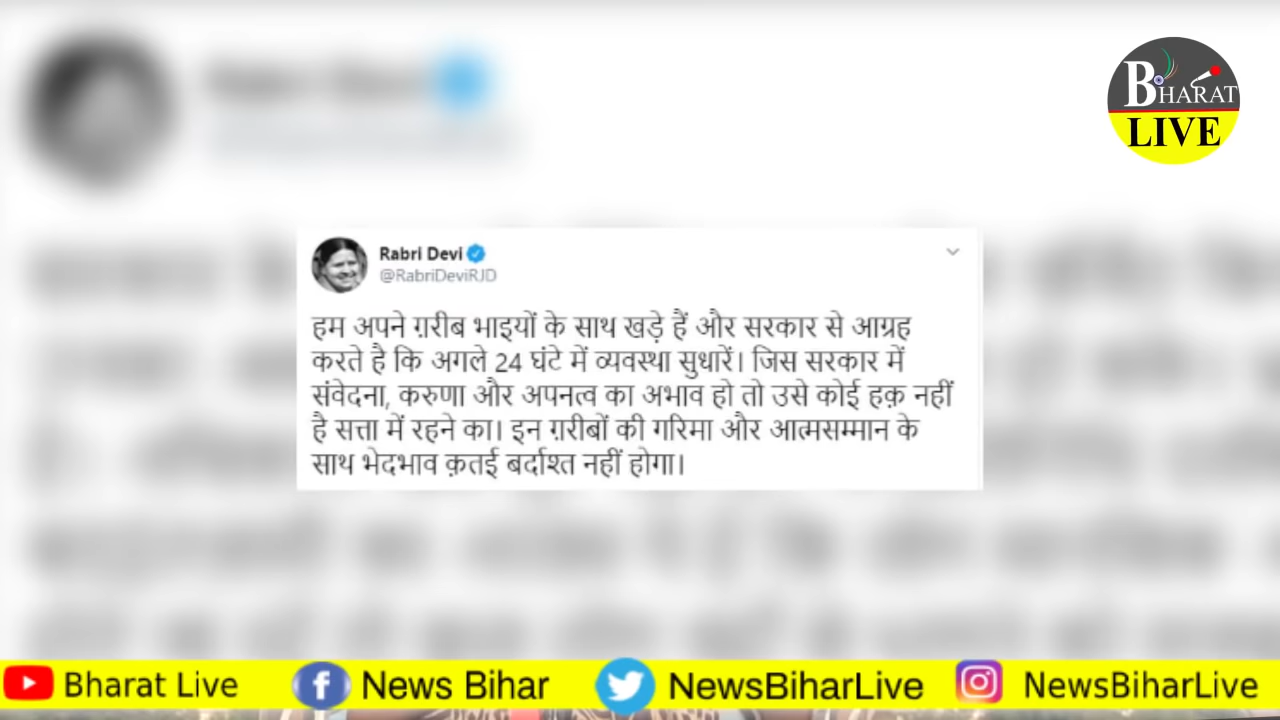 BHARAT
LIVE
Rabri Devi
@RabriDeviRJD
हम अपने ग़रीब भाइयों के साथ खड़े हैं और सरकार से आग्रह
करते है कि अगले 24 घंटे में व्यवस्था सुधारें। जिस सरकार में
संवेदना, करुणा और अपनत्व का अभाव हो तो उसे कोई हक़ नहीं
है सत्ता में रहने का। इन ग़रीबों की गरिमा और आत्मसम्मान के
साथ भेदभाव क़तई बर्दाश्त नहीं होगा।
Bharat Live News Bihar NewsBiharLive NewsBiharLive